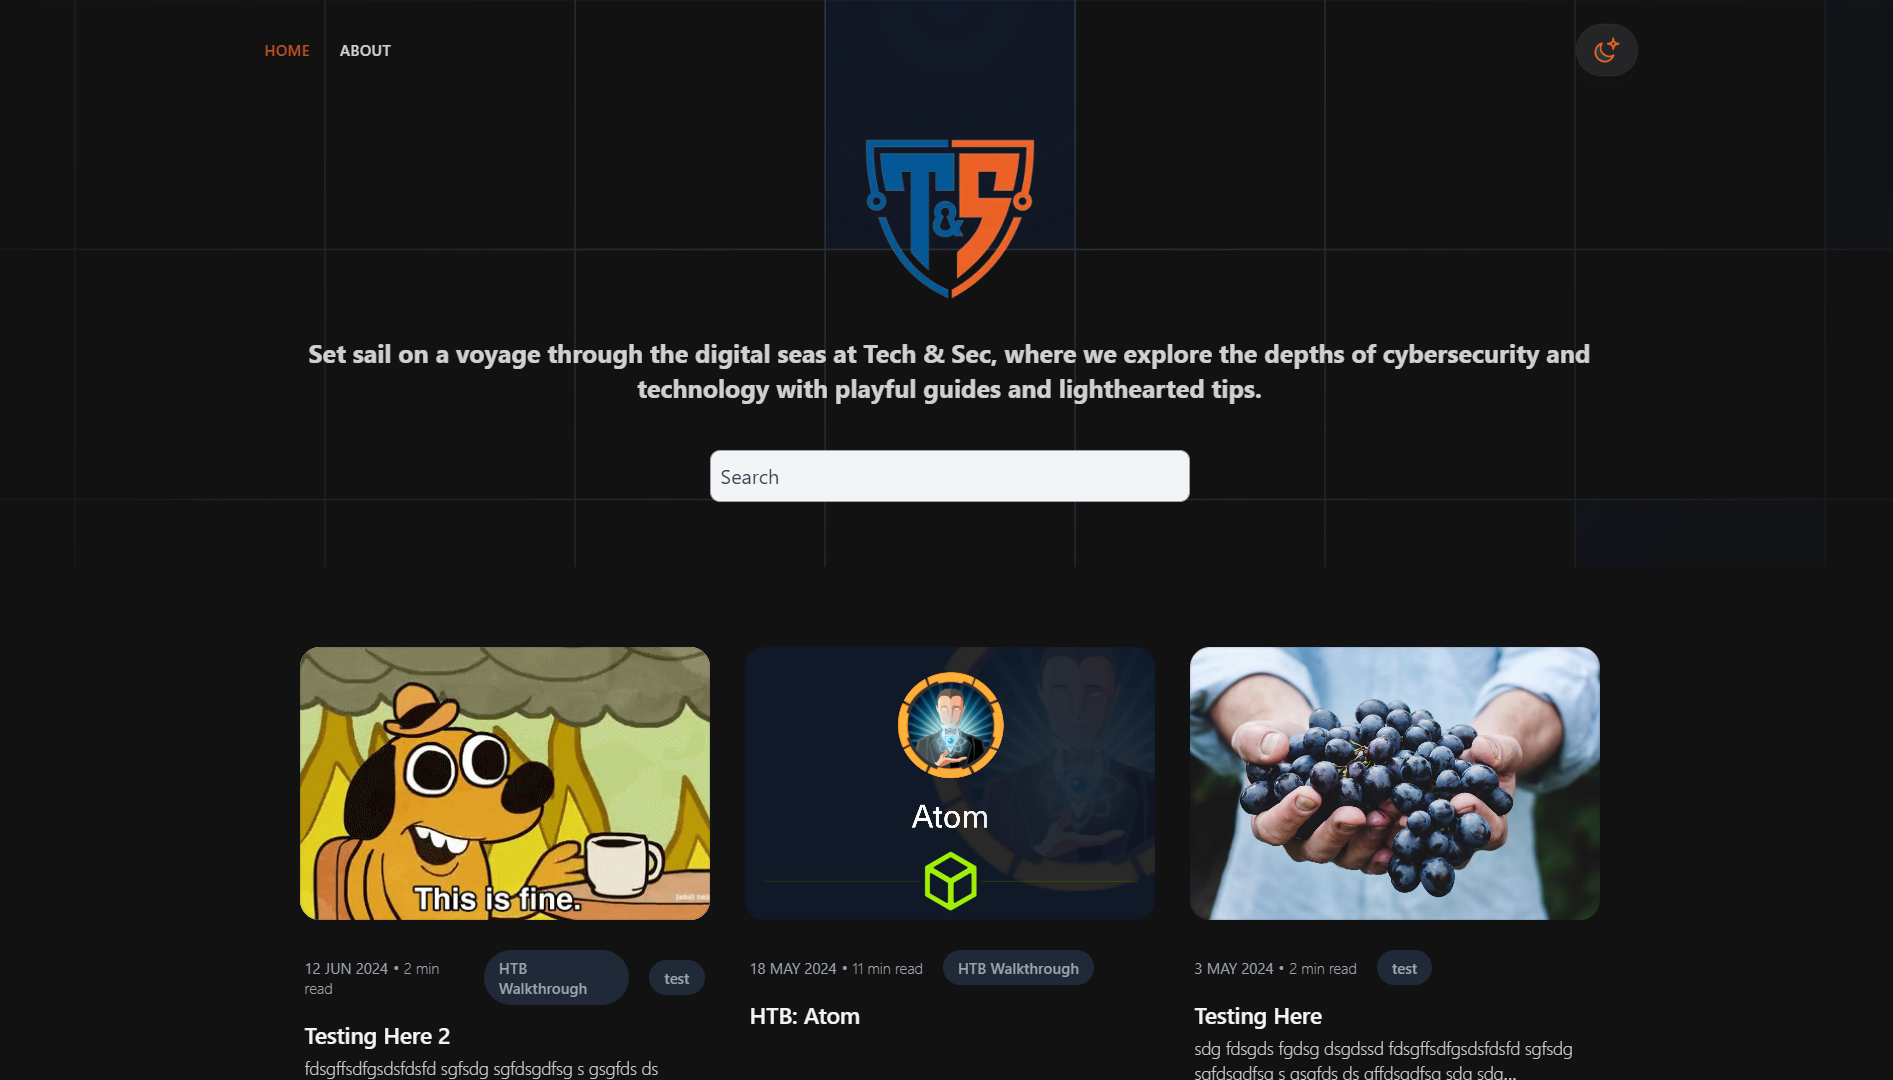 HOME
ABOUT
T&S
Set sail on a voyage through the digital seas at Tech & Sec, where we explore the depths of cybersecurity and
technology with playful guides and lighthearted tips.
Search
This is fine.
12 JUN 2024 • 2 min
read
HTB
Walkthrough
test
Testing Here 2
fdsgffsdfgsdsfdsfd sgfsdg sgfdsgdfsg s gsgfds ds
Atom
18 MAY 2024 • 11 min read
HTB Walkthrough
HTB: Atom
3 MAY 2024 • 2 min read
test
Testing Here
sdg fdsgds fgdsg dsgdssd fdsgffsdfgsdsfdsfd sgfsdg
sgfdsgdfsg s gsgfds ds gffdsgdfsg sdg sdg...